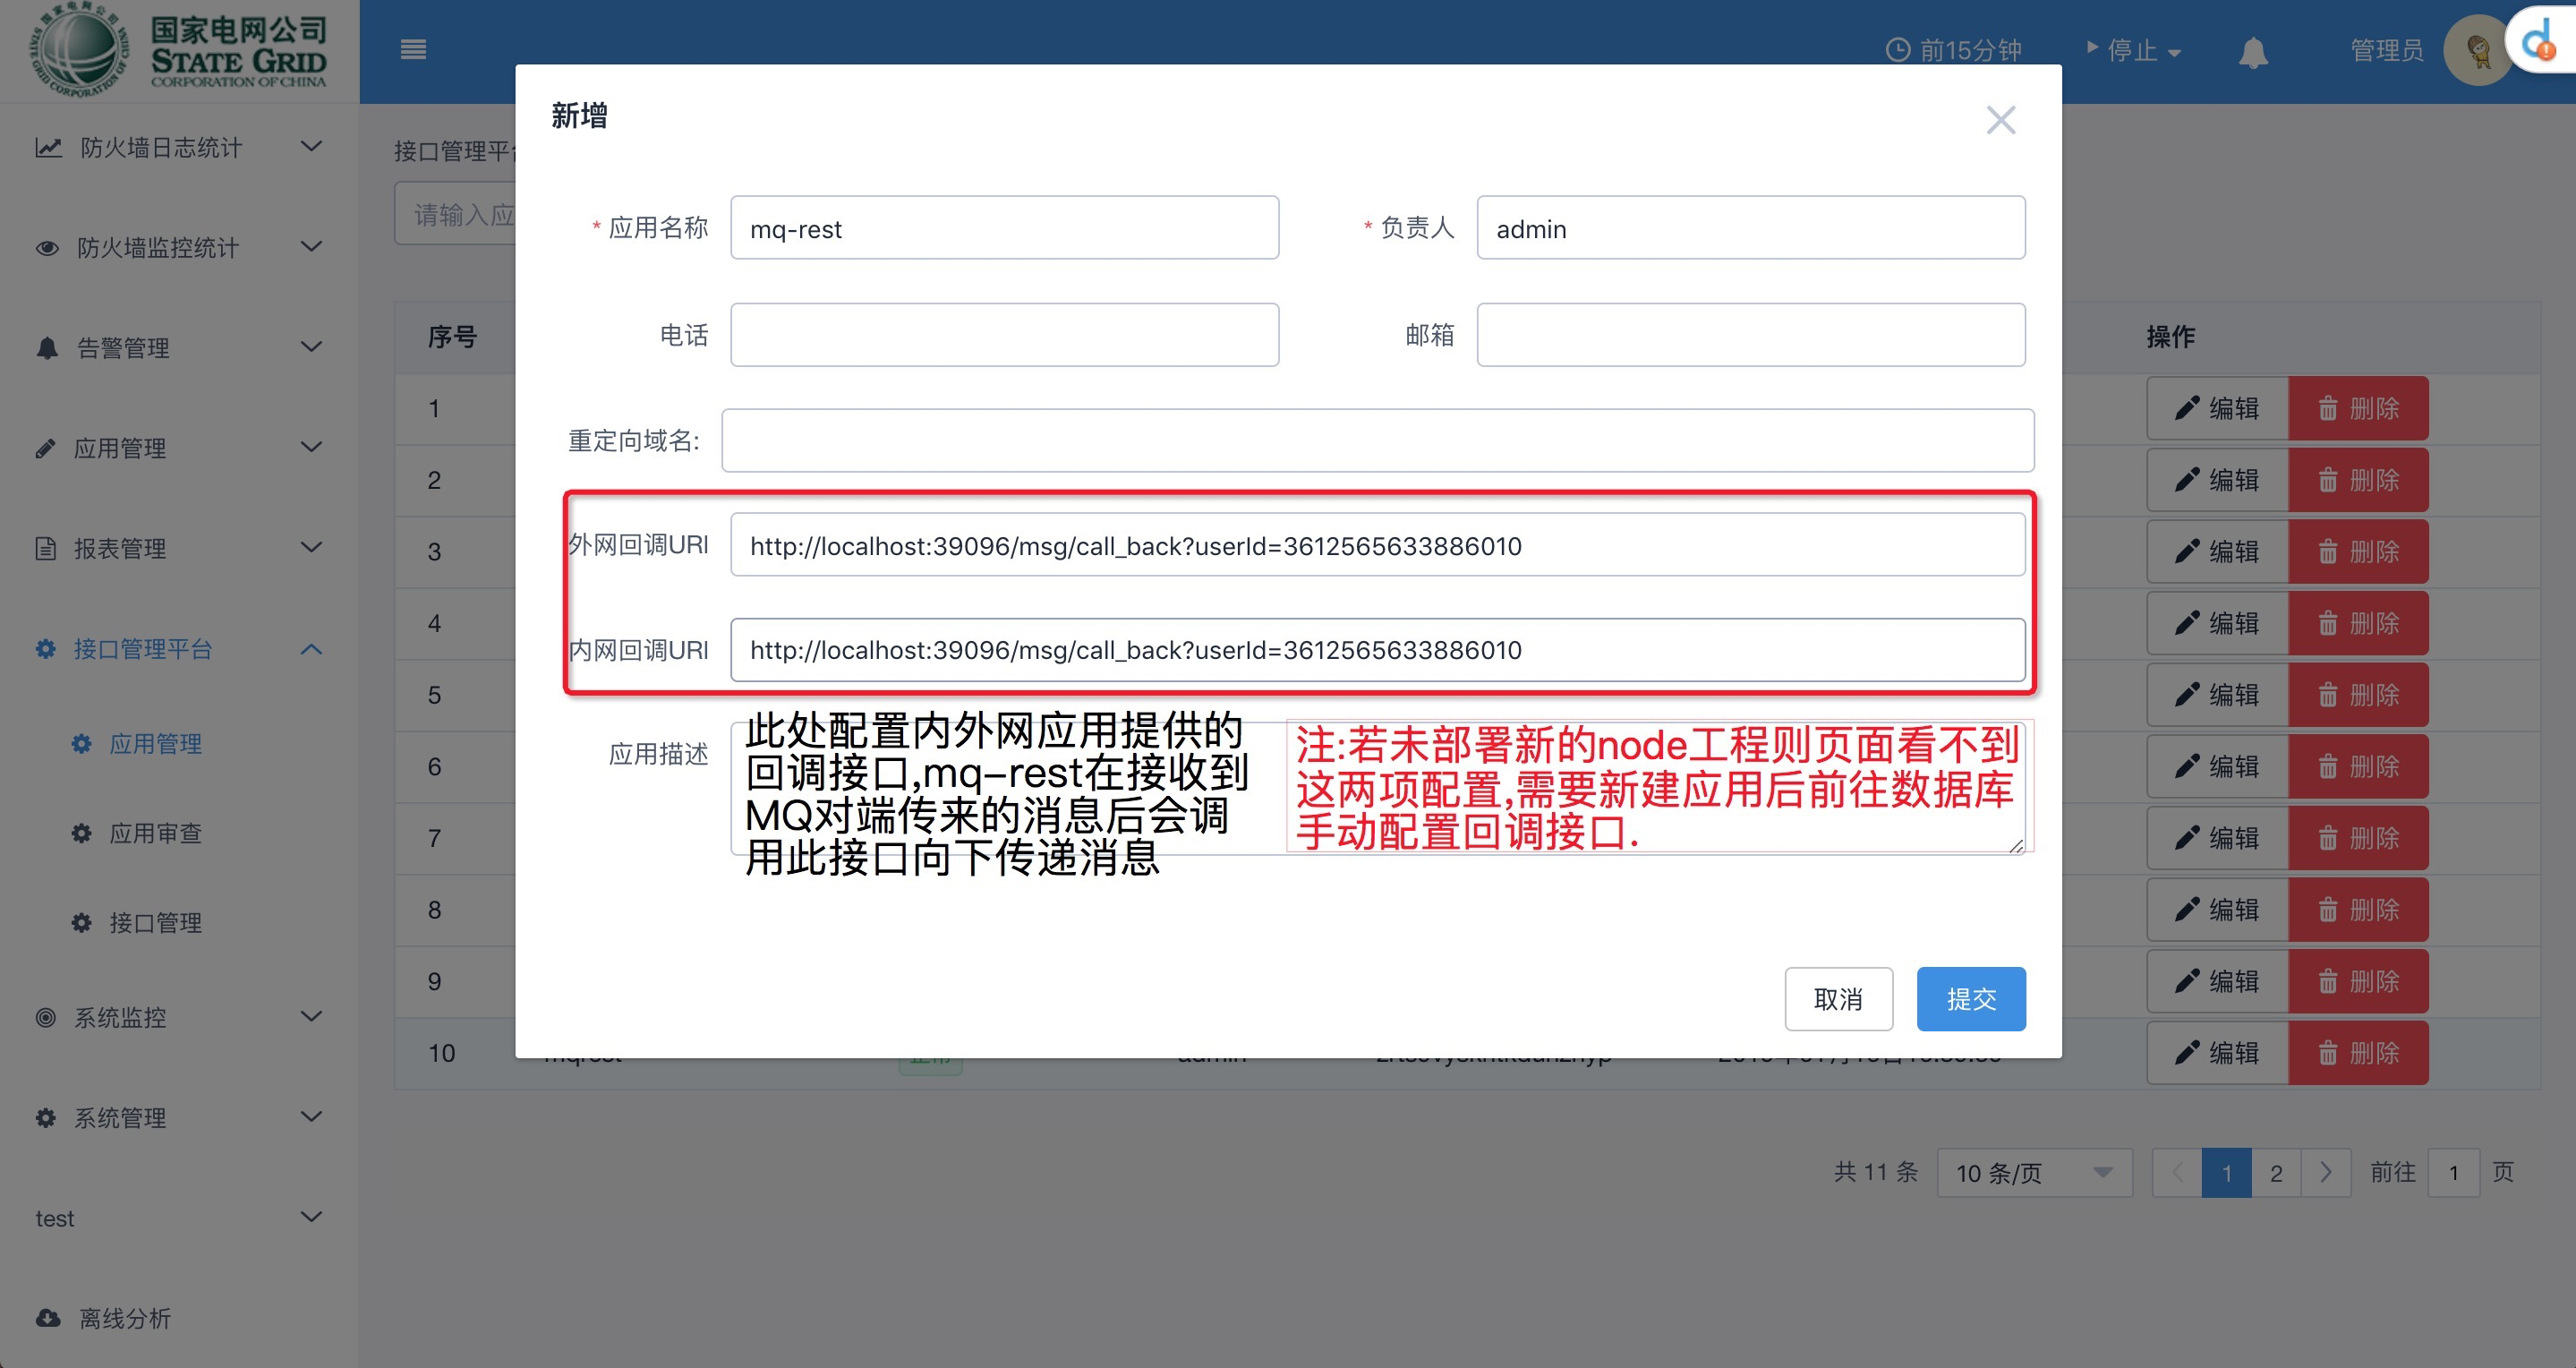 国家电网公司
STATE GRID
CORPORATION OF CHINA
前15分钟
停止
管理员
防火墙日志统计
防火墙监控统计
告警管理
应用管理
报表管理
接口管理平台
应用管理
应用审查
接口管理
系统监控
系统管理
test
离线分析
接口管理平
请输入应
序号
操作
1 编辑 删除
2 编辑 删除
3 编辑 删除
4 编辑 删除
5 编辑 删除
6 编辑 删除
7 编辑 删除
8 编辑 删除
9 编辑 删除
10 编辑 删除
新增
* 应用名称 mq-rest
* 负责人 admin
电话
邮箱
重定向域名:
外网回调URI http://localhost:39096/msg/call_back?userId=3612565633886010
内网回调URI http://localhost:39096/msg/call_back?userId=3612565633886010
应用描述
此处配置内外网应用提供的
回调接口,mq-rest在接收到
MQ对端传来的消息后会调
用此接口向下传递消息
注:若未部署新的node工程则页面看不到
这两项配置,需要新建应用后前往数据库
手动配置回调接口.
取消
提交
共 11 条
10 条/页
1
2
前往 1 页